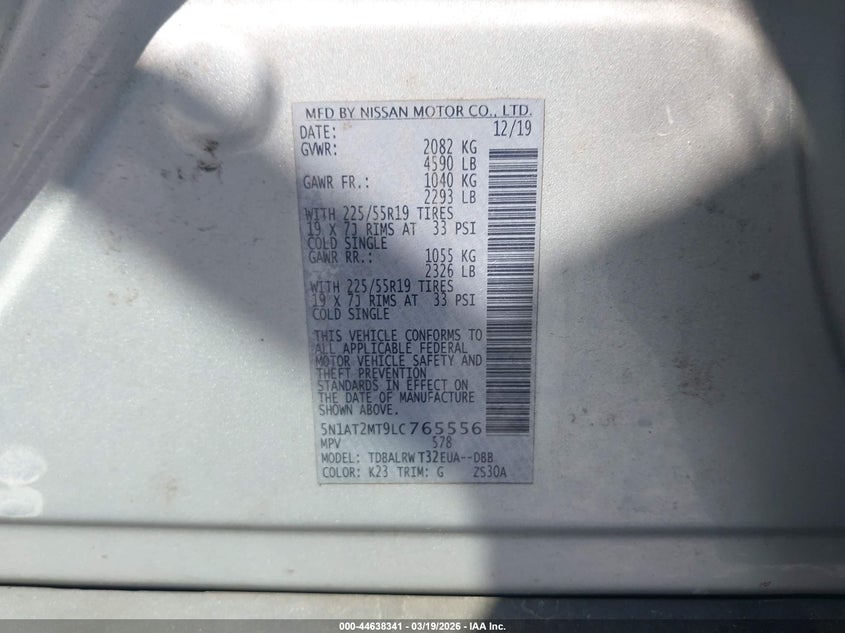 MFD BY NISSAN MOTOR CO., LTD.
DATE: 12/19
GVWR: 2082 KG
4590 LB
GAWR FR.: 1040 KG
2293 LB
WITH 225/55R19 TIRES
19 X 7J RIMS AT 33 PSI
COLD SINGLE
GAWR RR.: 1055 KG
2326 LB
WITH 225/55R19 TIRES
19 X 7J RIMS AT 33 PSI
COLD SINGLE
THIS VEHICLE CONFORMS TO
ALL APPLICABLE FEDERAL
MOTOR VEHICLE SAFETY AND
THEFT PREVENTION
STANDARDS IN EFFECT ON
THE DATE OF MANUFACTURE
SHOWN ABOVE.
5N1AT2MT9LC765556
MPV 578
MODEL: TDBALRWT32EUA--DBB
COLOR: K23 TRIM: G ZS30A
000-44638341 - 03/19/2026 - IAA Inc.